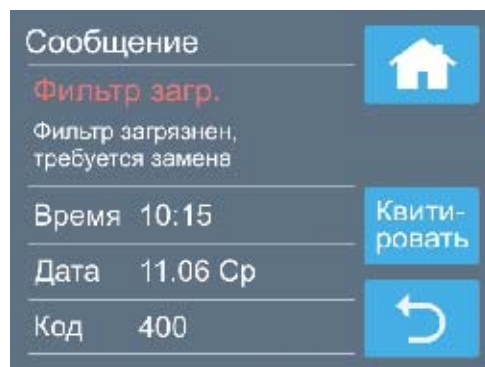 Сообщение
Фильтр загр.
Фильтр загрязнен,
требуется замена
Время 10:15
Дата 11.06 Ср
Код 400
Квити-
ровать